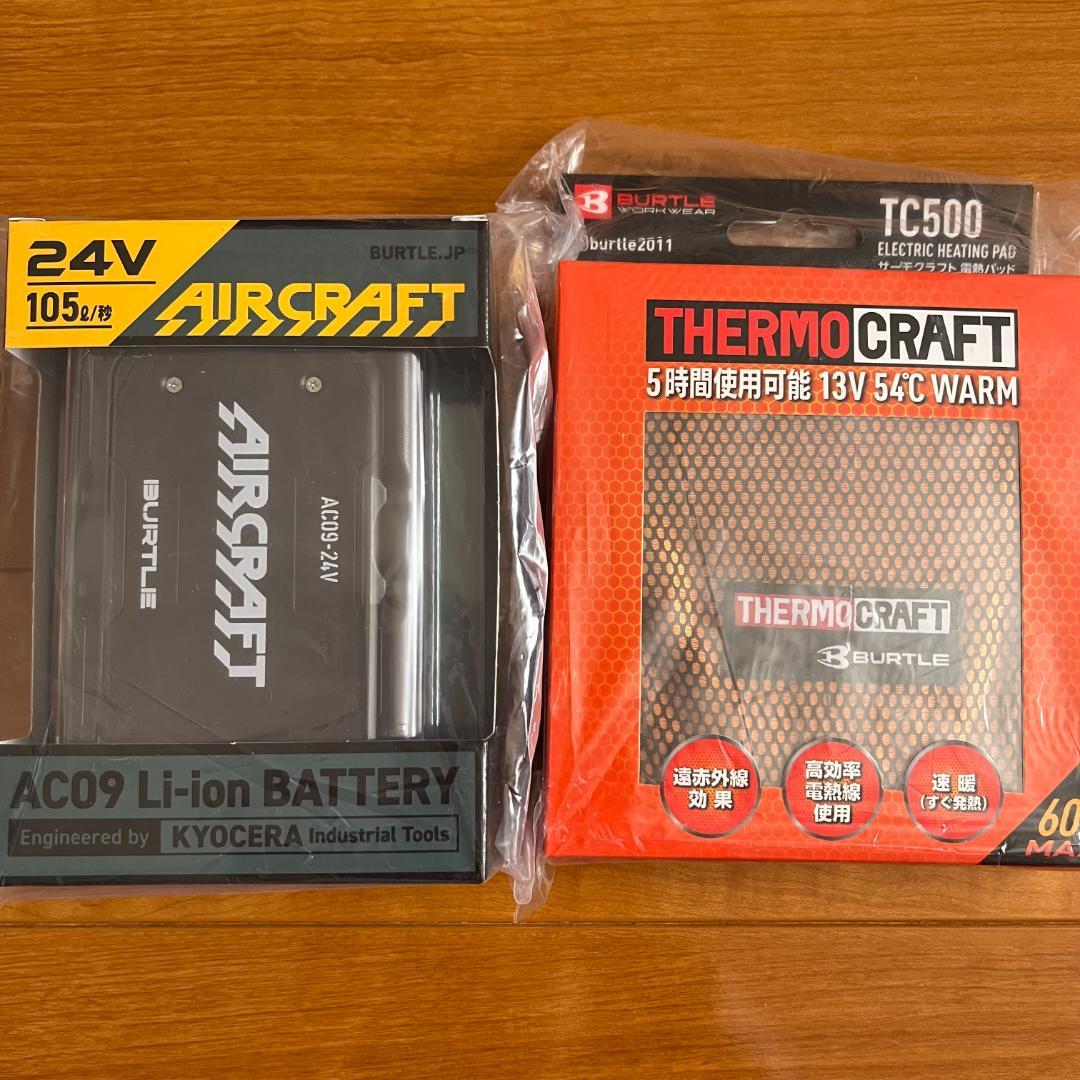 24V
105ℓ/秒
BURTLE.JP
AIRCRAFT
AIRCRAFT
BURTLE
AC09-24V
AC09 Li-ion BATTERY
Engineered by KYOCERA Industrial Tools
BURTLE
WORK WEAR
@burtle2011
TC500
ELECTRIC HEATING PAD
サーモクラフト 電熱パッド
THERMOCRAFT
5時間使用可能 13V 54℃ WARM
THERMOCRAFT
BURTLE
遠赤外線
効果
高効率
電熱線
使用
速暖
(すぐ発熱)
60